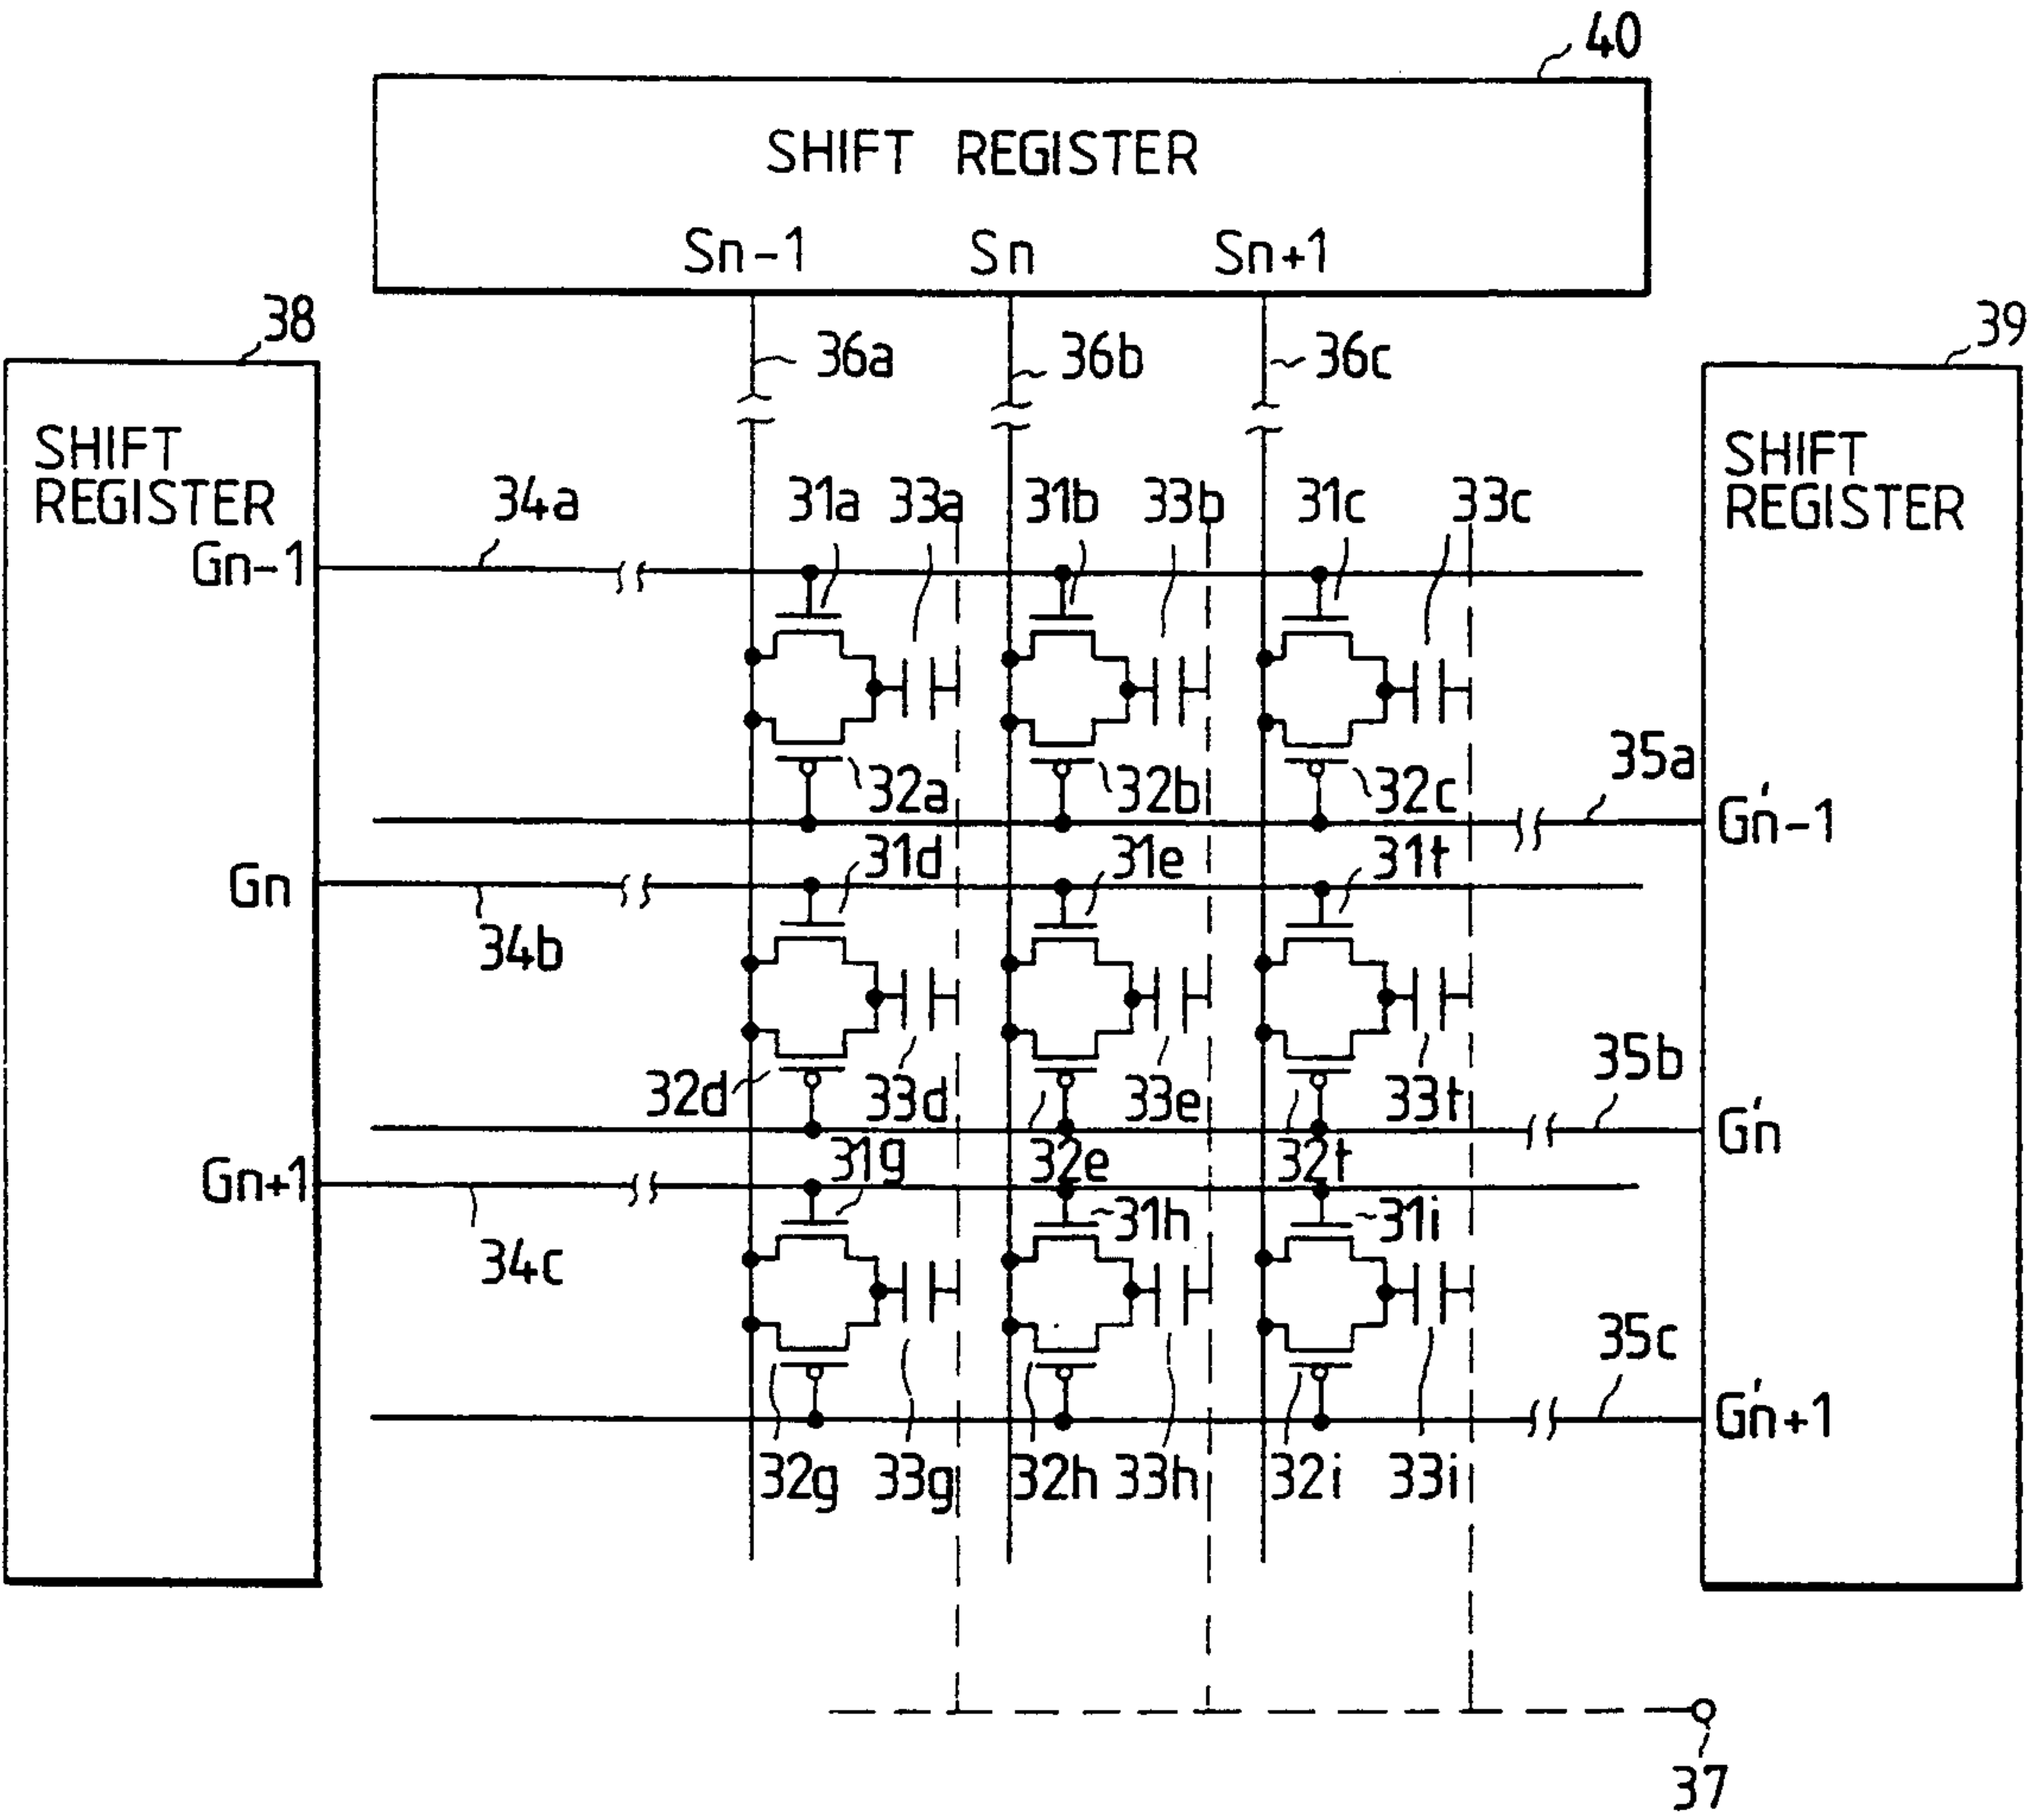 40
SHIFT REGISTER
Sn-1 Sn Sn+1
38
39
36a 36b 36c
SHIFT
REGISTER
SHIFT
REGISTER
34a 31a 33a 31b 33b 31c 33c
Gn-1
35a
32a 32b 32c
G'n-1
31d 31e 31f
Gn
34b
35b
32d 33d 33e 33f
G'n
31g 32e 32f
Gn+1
31h 31i
34c
35c
G'n+1
32g 33g 32h 33h 32i 33i
37